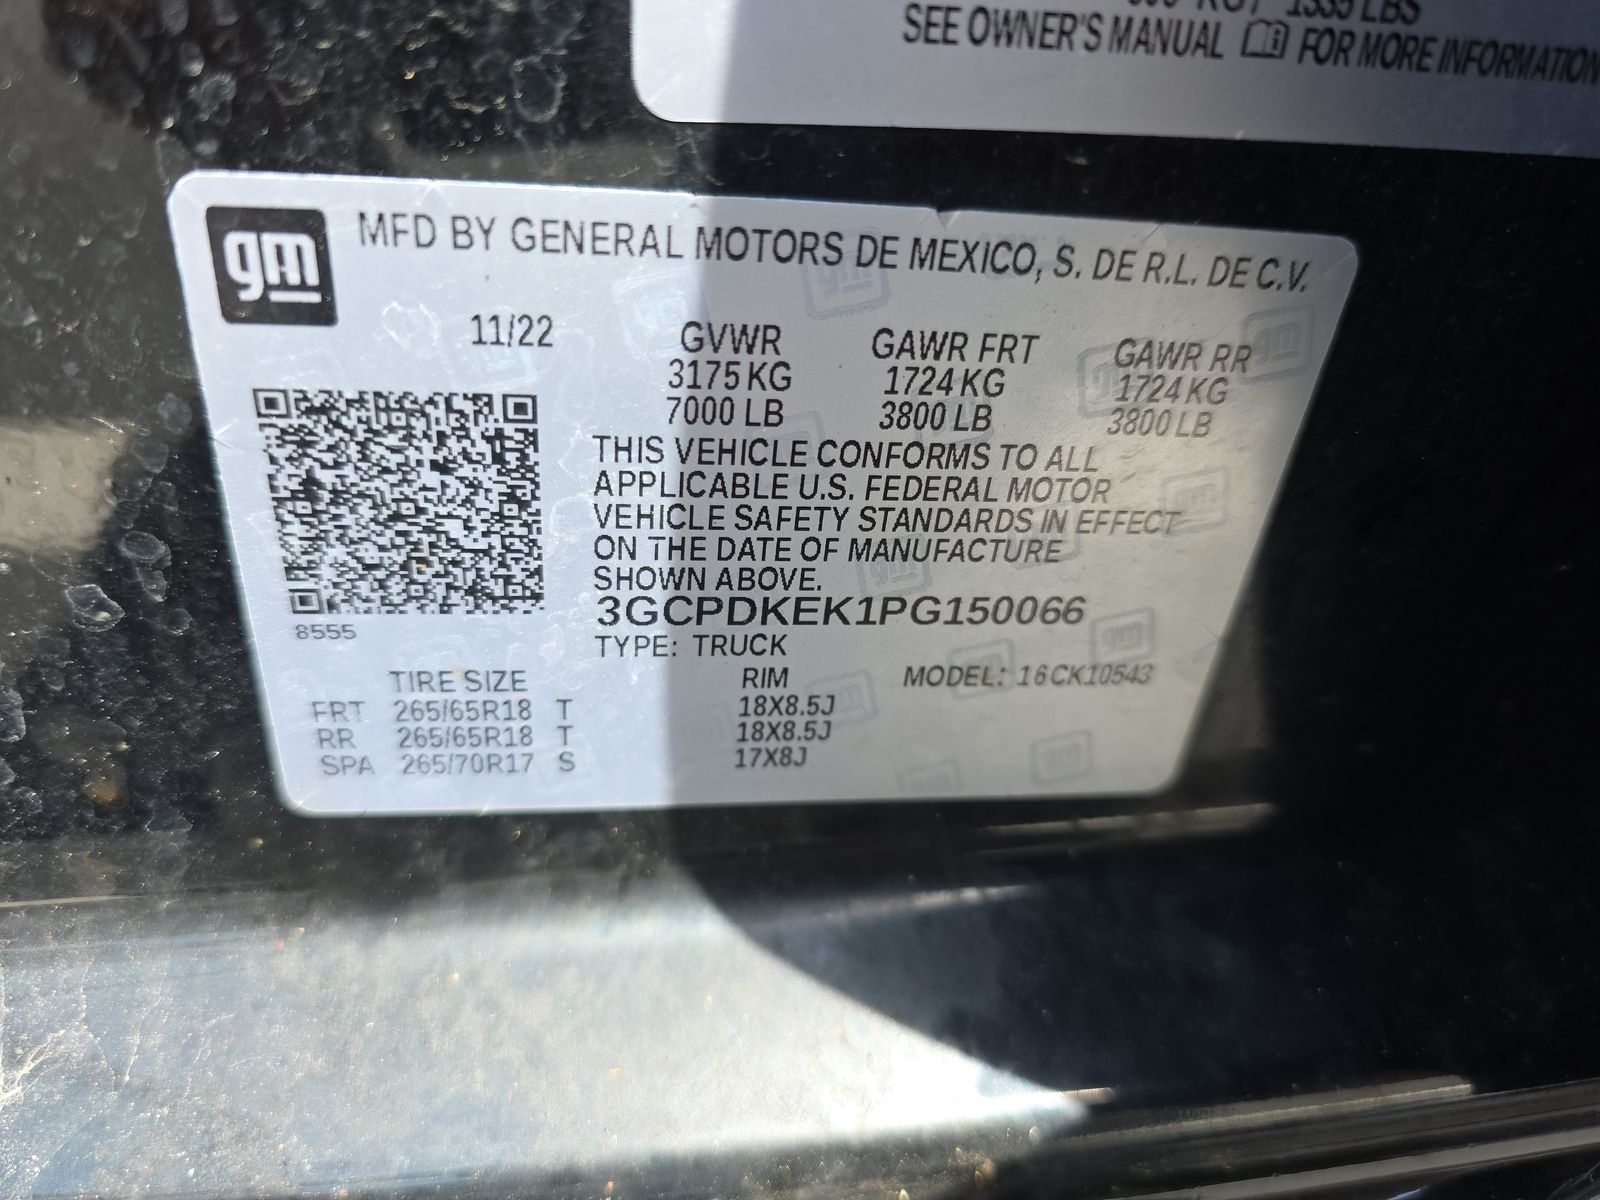 1335 LBS
SEE OWNER'S MANUAL FOR MORE INFORMATION
gm
MFD BY GENERAL MOTORS DE MEXICO, S. DE R.L. DE C.V.
11/22 GVWR GAWR FRT GAWR RR
3175 KG 1724 KG 1724 KG
7000 LB 3800 LB 3800 LB
THIS VEHICLE CONFORMS TO ALL
APPLICABLE U.S. FEDERAL MOTOR
VEHICLE SAFETY STANDARDS IN EFFECT
ON THE DATE OF MANUFACTURE
SHOWN ABOVE.
3GCPDKEK1PG150066
8555
TYPE: TRUCK
TIRE SIZE RIM MODEL: 16CK10543
FRT 265/65R18 T 18X8.5J
RR 265/65R18 T 18X8.5J
SPA 265/70R17 S 17X8J